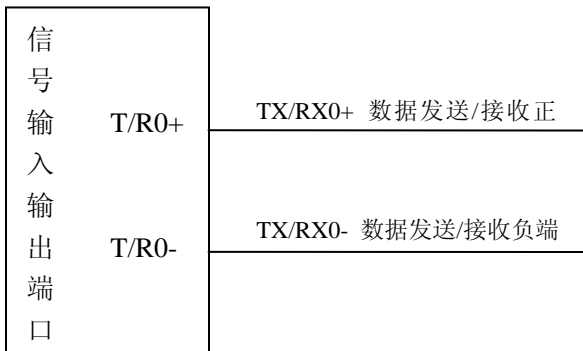 信号输入输出端口
T/R0+
TX/RX0+ 数据发送/接收正
T/R0-
TX/RX0- 数据发送/接收负端